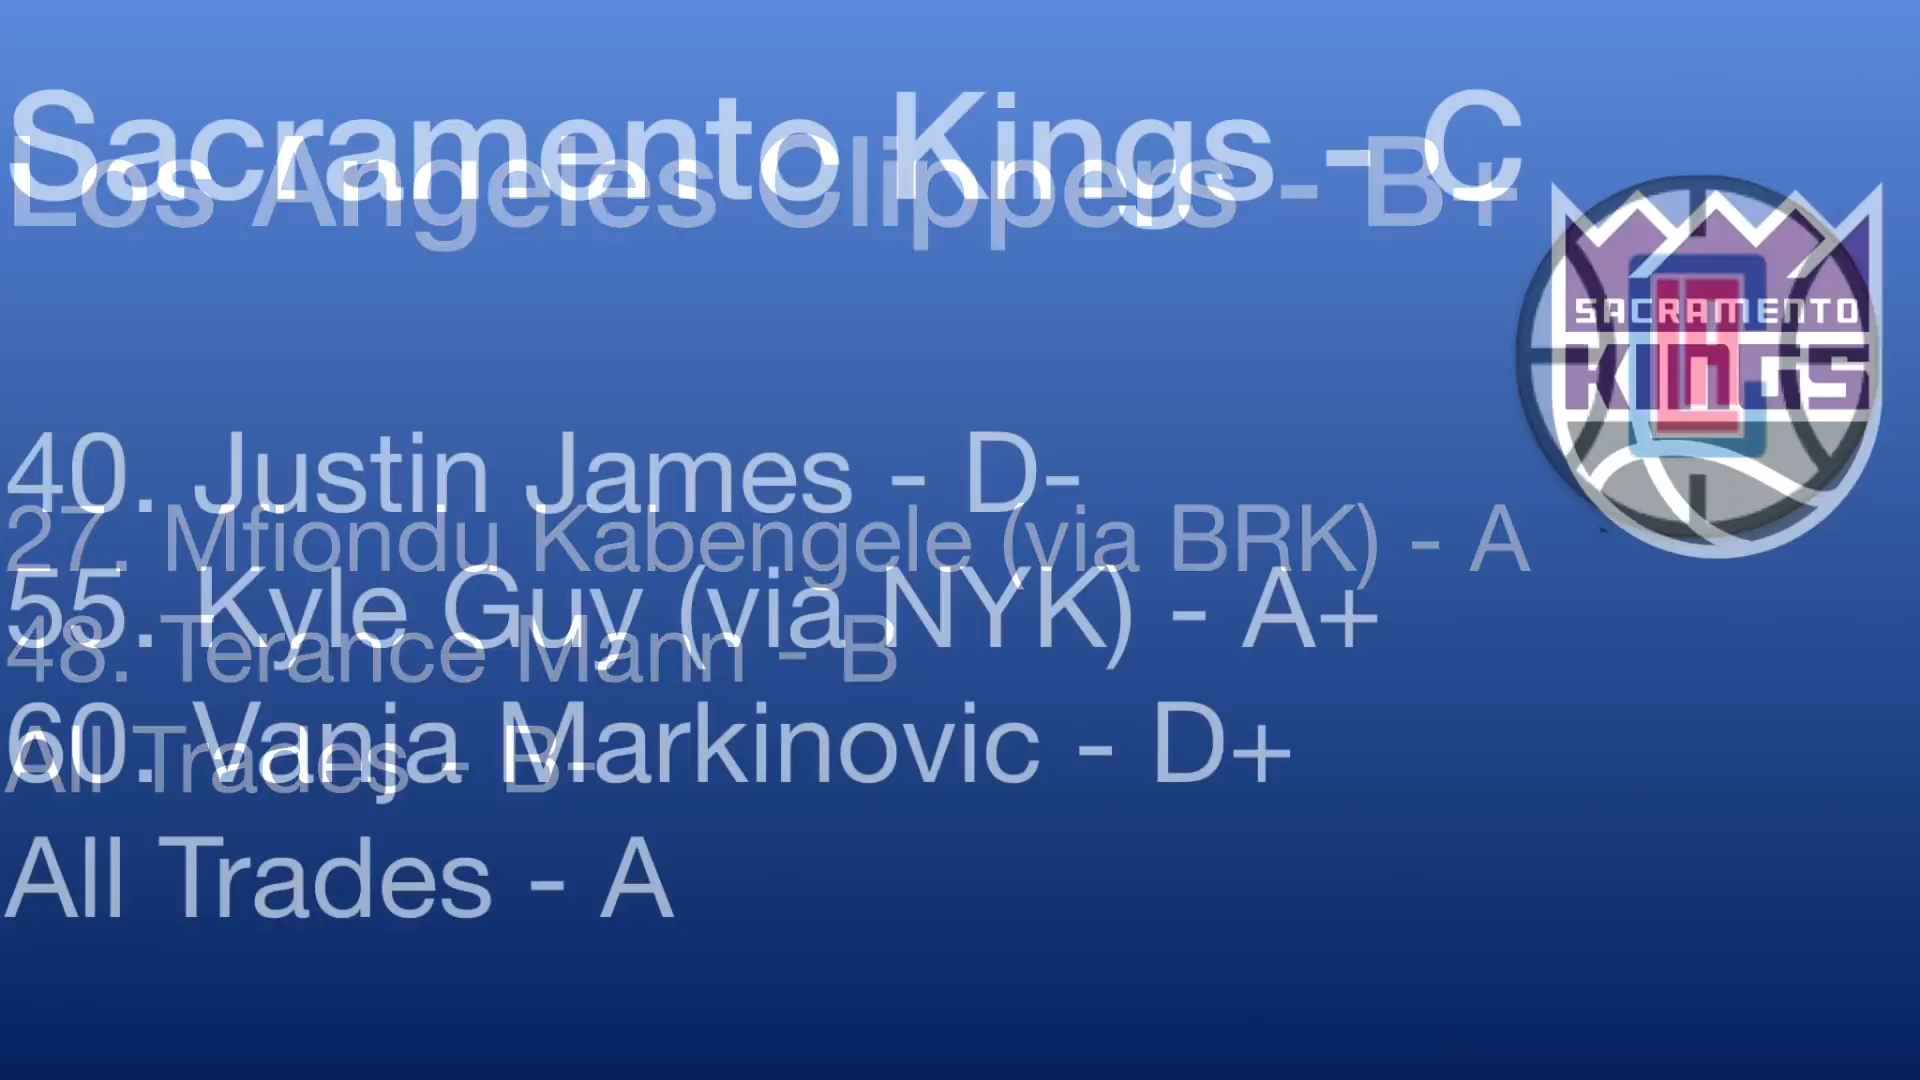 Sacramento Kings - C
Los Angeles Clippers - B+
SACRAMENTO
KINGS
40. Justin James - D-
27. Mfiondu Kabengele (via BRK) - A
55. Kyle Guy (via NYK) - A+
48. Terance Mann - B
60. Vanja Markinovic - D+
All Trades - B-
All Trades - A